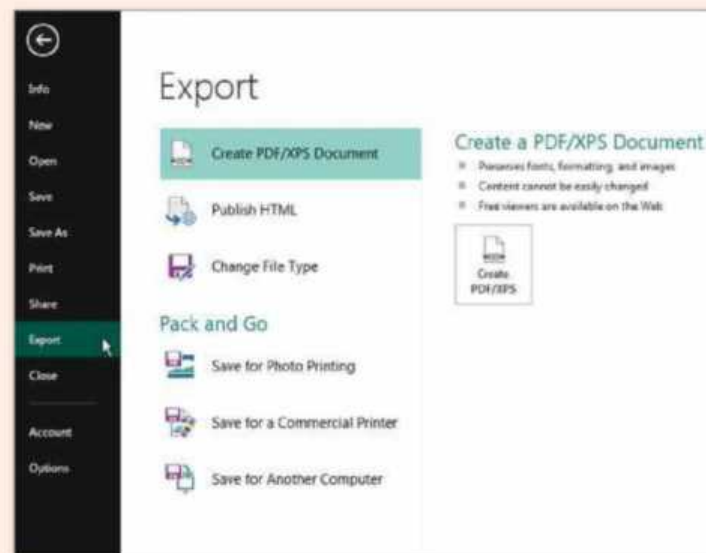 Info
New
Open
Save
Save As
Print
Share
Export
Close
Account
Options
Export
Create PDF/XPS Document
Publish HTML
Change File Type
Pack and Go
Save for Photo Printing
Save for a Commercial Printer
Save for Another Computer
Create a PDF/XPS Document
Preserves fonts, formatting, and images
Content cannot be easily changed
Free viewers are available on the Web
Create
PDF/XPS